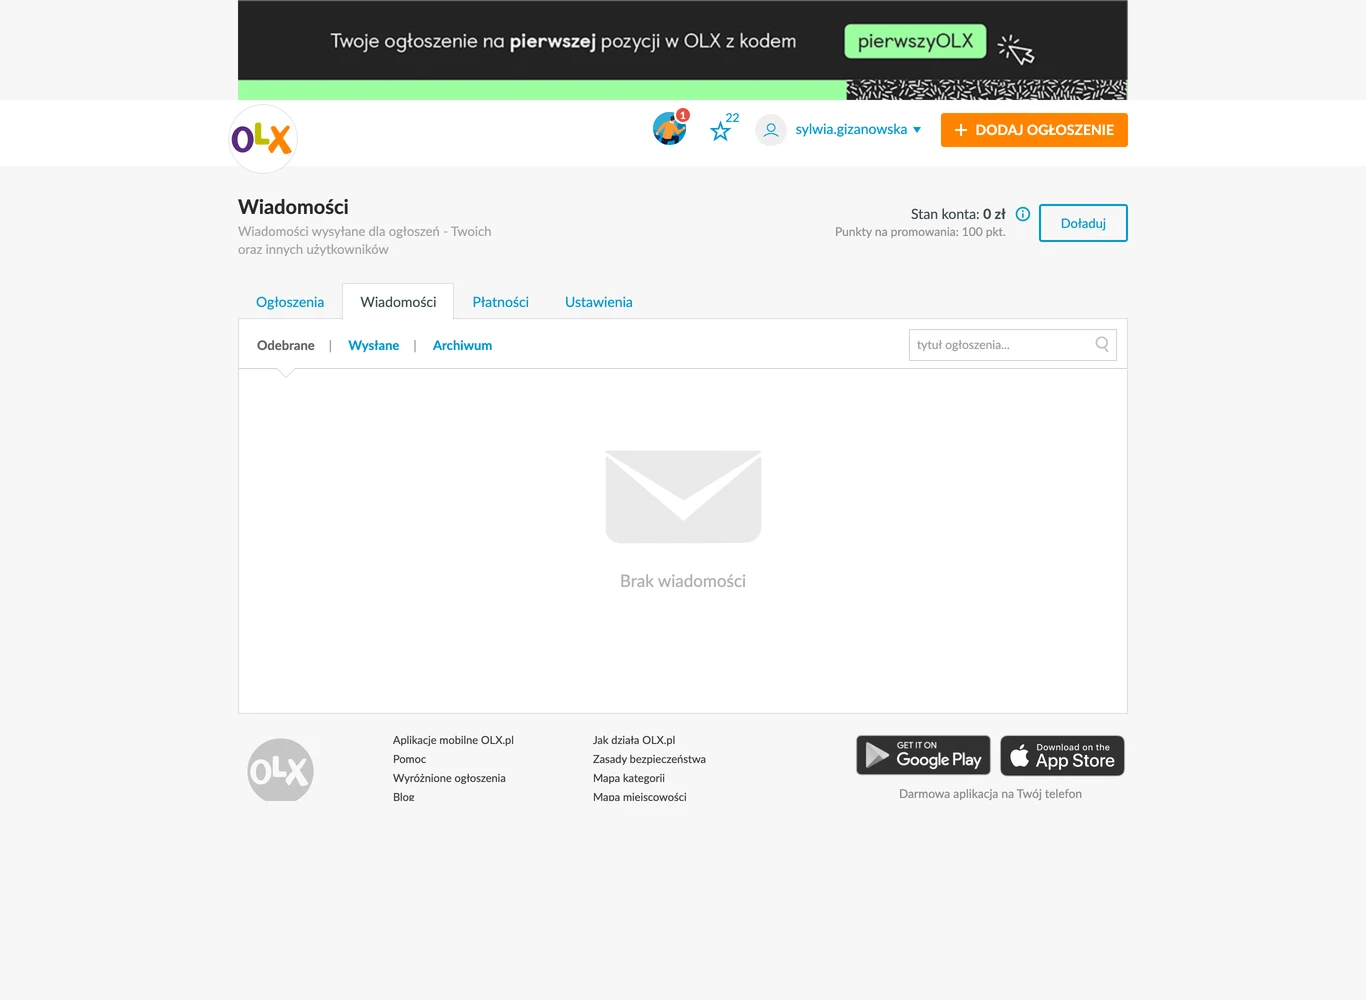 Twoje ogłoszenie na pierwszej pozycji w OLX z kodem
pierwszyOLX
OLX
1
22
sylwia.gizanowska
+ DODAJ OGŁOSZENIE
Wiadomości
Wiadomości wysyłane dla ogłoszeń - Twoich
oraz innych użytkowników
Stan konta: 0 zł
Punkty na promowania: 100 pkt.
Doładuj
Ogłoszenia
Wiadomości
Płatności
Ustawienia
Odebrane | Wysłane | Archiwum
tytuł ogłoszenia...
Brak wiadomości
OLX
Aplikacje mobilne OLX.pl
Pomoc
Wyróżnione ogłoszenia
Blog
Jak działa OLX.pl
Zasady bezpieczeństwa
Mapa kategorii
Mapa miejscowości
GET IT ON
Google Play
Download on the
App Store
Darmowa aplikacja na Twój telefon